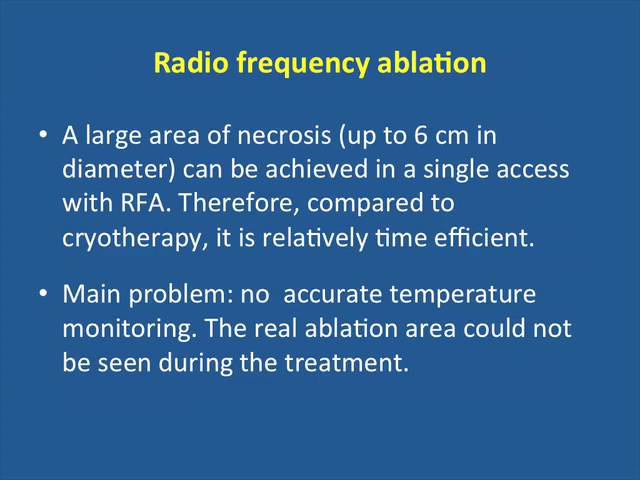 Radio frequency ablation
• A large area of necrosis (up to 6 cm in
diameter) can be achieved in a single access
with RFA. Therefore, compared to
cryotherapy, it is relatively time efficient.
• Main problem: no  accurate temperature
monitoring. The real ablation area could not
be seen during the treatment.